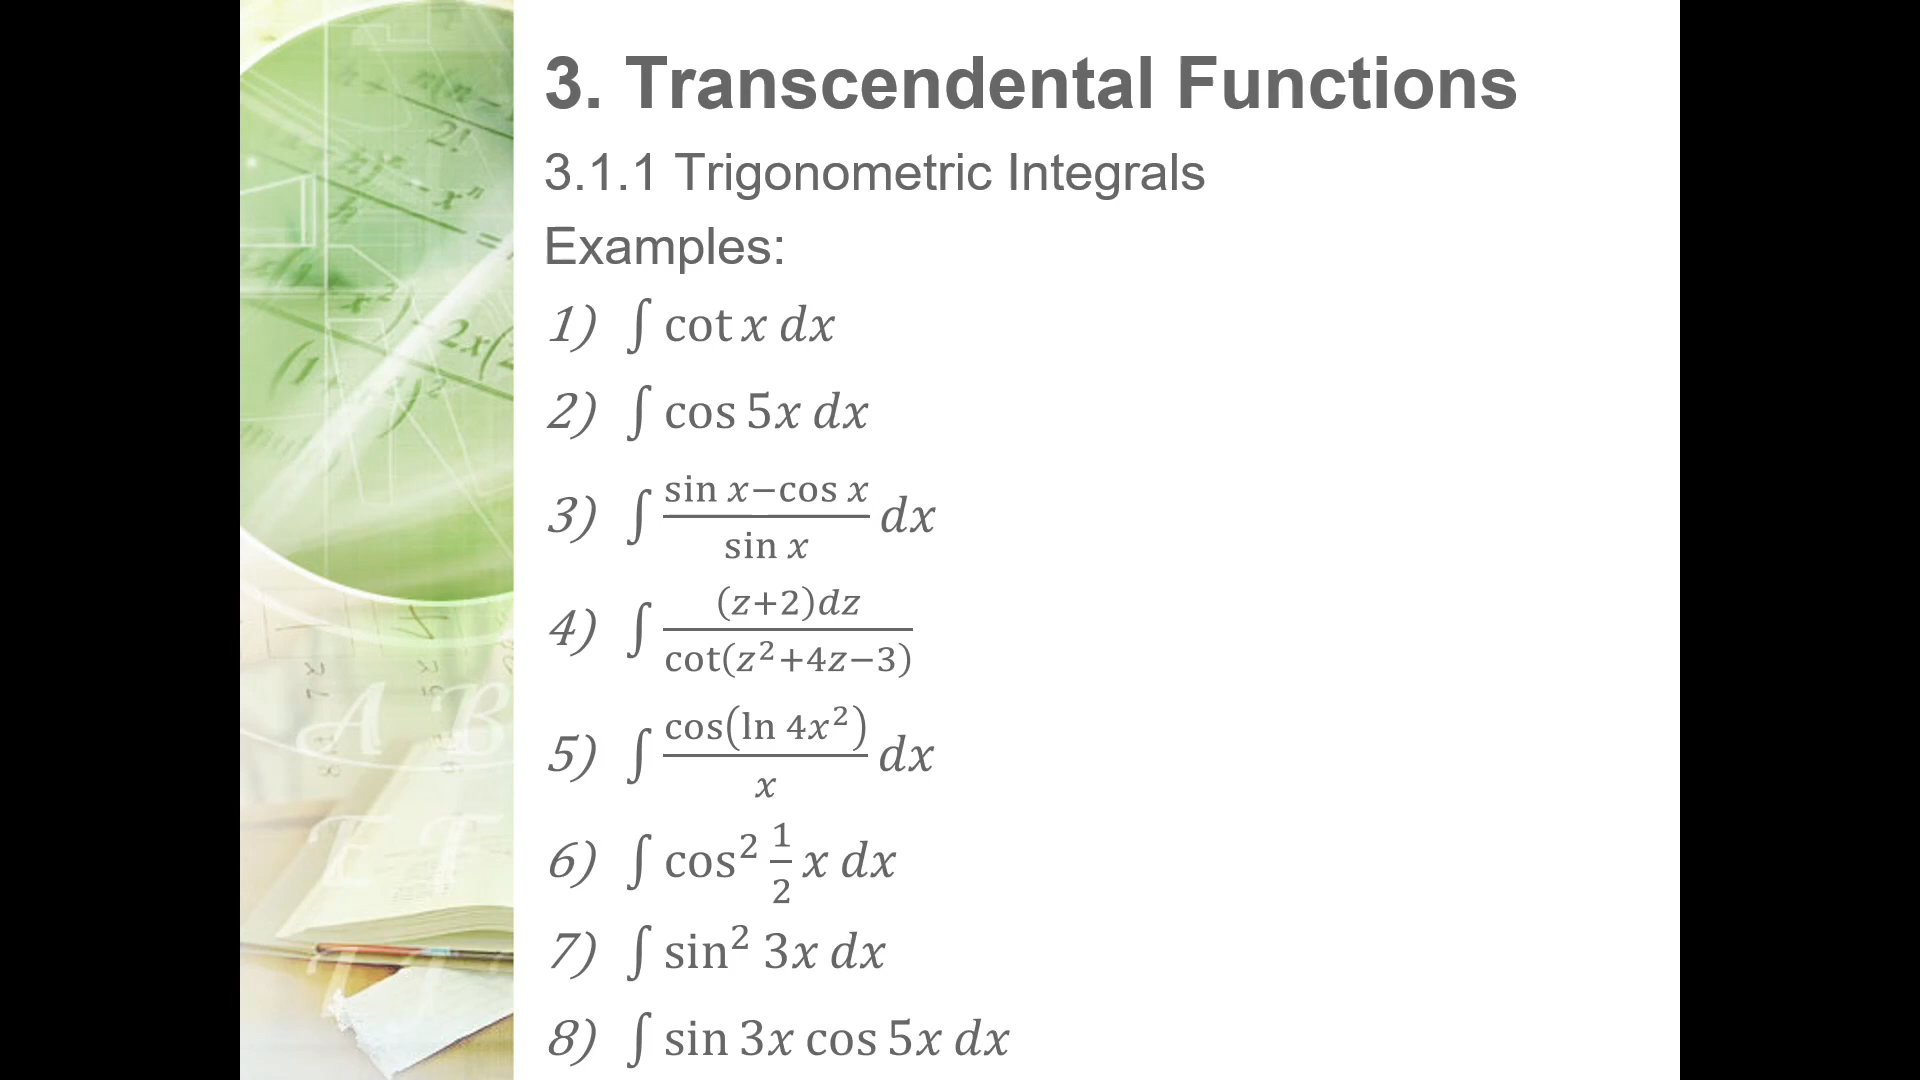 3. Transcendental Functions
3.1.1 Trigonometric Integrals
Examples:
1) ∫ cot x dx
2) ∫ cos 5x dx
3) ∫ (sin x−cos x)/(sin x) dx
4) ∫ ((z+2)dz)/(cot(z²+4z−3))
5) ∫ (cos(ln 4x²))/x dx
6) ∫ cos² 1/2 x dx
7) ∫ sin² 3x dx
8) ∫ sin 3x cos 5x dx